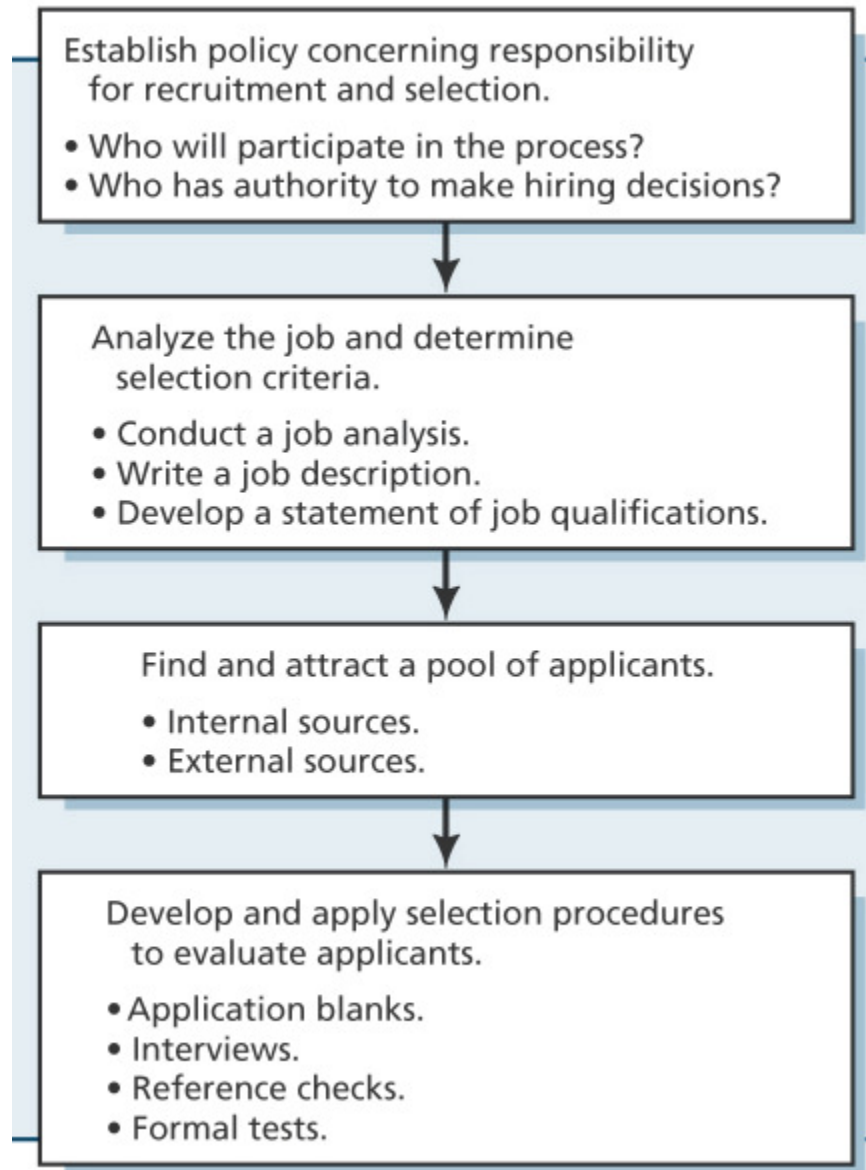 Establish policy concerning responsibility
for recruitment and selection.
• Who will participate in the process?
• Who has authority to make hiring decisions?
Analyze the job and determine
selection criteria.
• Conduct a job analysis.
• Write a job description.
• Develop a statement of job qualifications.
Find and attract a pool of applicants.
• Internal sources.
• External sources.
Develop and apply selection procedures
to evaluate applicants.
• Application blanks.
• Interviews.
• Reference checks.
• Formal tests.